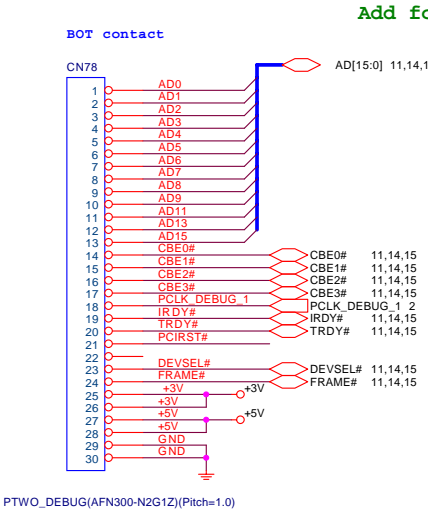 Add fo
BOT contact
CN78
AD[15:0] 11,14,1
1 AD0
2 AD1
3 AD2
4 AD3
5 AD4
6 AD5
7 AD6
8 AD7
9 AD8
10 AD9
11 AD11
12 AD13
13 AD15
14 CBE0# CBE0# 11,14,15
15 CBE1# CBE1# 11,14,15
16 CBE2# CBE2# 11,14,15
17 CBE3# CBE3# 11,14,15
18 PCLK_DEBUG_1 PCLK_DEBUG_1 2
19 IRDY# IRDY# 11,14,15
20 TRDY# TRDY# 11,14,15
21 PCIRST#
22
23 DEVSEL# DEVSEL# 11,14,15
24 FRAME# FRAME# 11,14,15
25 +3V +3V
26 +3V
27 +5V +5V
28 +5V
29 GND
30 GND
PTWO_DEBUG(AFN300-N2G1Z)(Pitch=1.0)